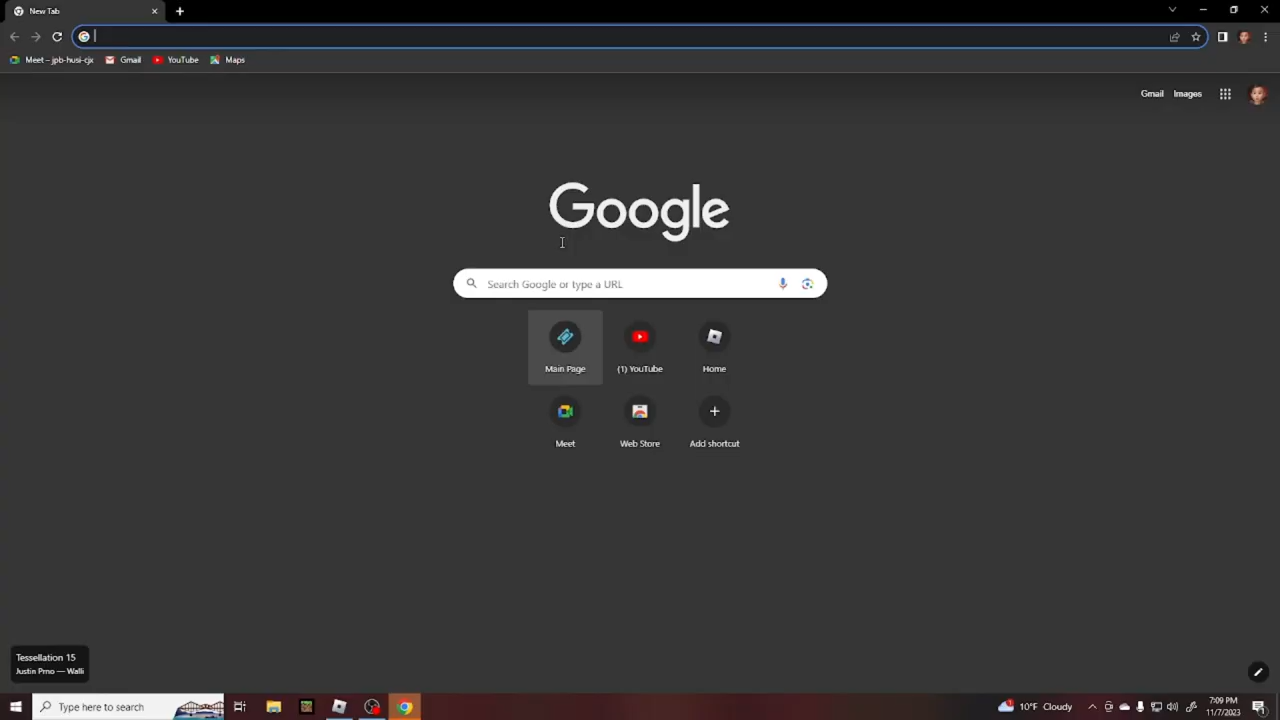 New Tab
Meet – jpb-husi-cjx Gmail YouTube Maps
Gmail Images
Google
Search Google or type a URL
Main Page (1) YouTube Home
Meet Web Store Add shortcut
Tessellation 15
Justin Prno — Walli
Type here to search
10°F Cloudy
7:09 PM
11/7/2023